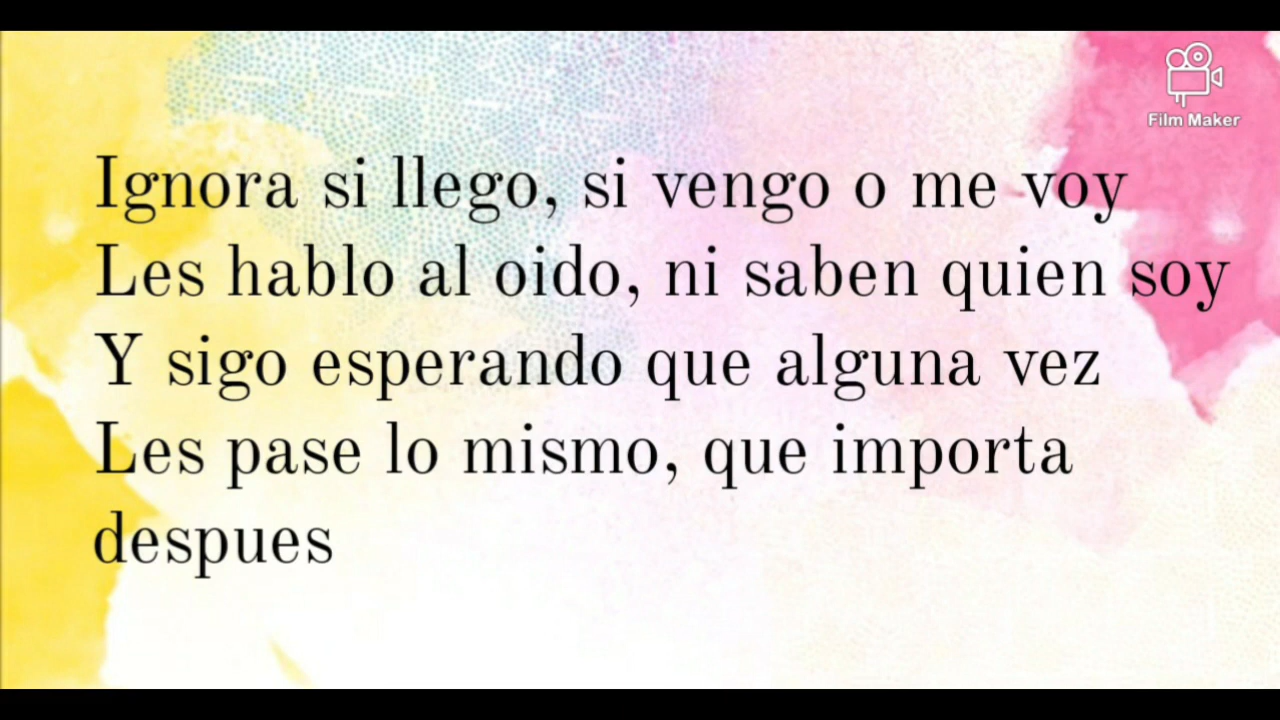 Film Maker
Ignora si llego, si vengo o me voy
Les hablo al oido, ni saben quien soy
Y sigo esperando que alguna vez
Les pase lo mismo, que importa
despues